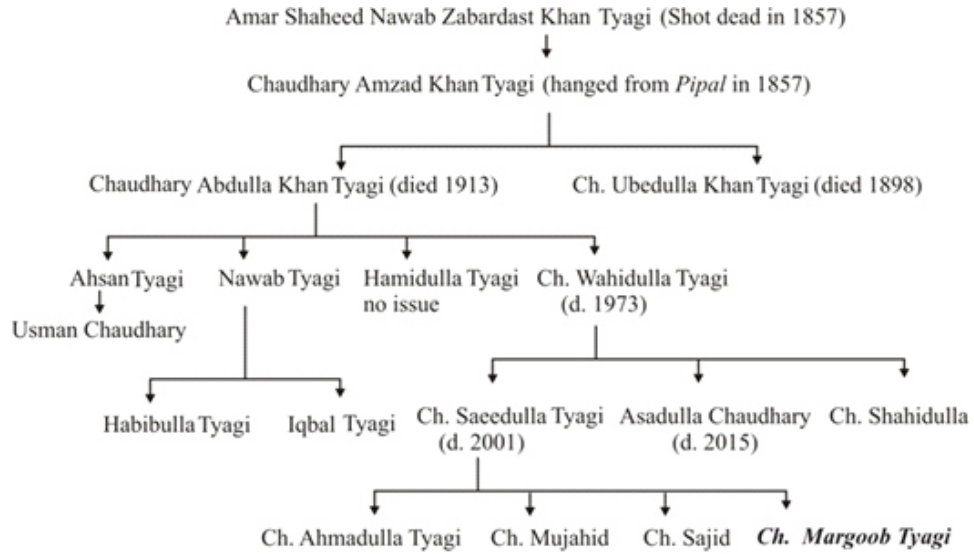 Amar Shaheed Nawab Zabardast Khan Tyagi (Shot dead in 1857)
Chaudhary Amzad Khan Tyagi (hanged from Pipal in 1857)
Chaudhary Abdulla Khan Tyagi (died 1913)
Ch. Ubedulla Khan Tyagi (died 1898)
Ahsan Tyagi
Nawab Tyagi
Hamidulla Tyagi
no issue
Ch. Wahidulla Tyagi
(d. 1973)
Usman Chaudhary
Habibulla Tyagi
Iqbal Tyagi
Ch. Saeedulla Tyagi
(d. 2001)
Asadulla Chaudhary
(d. 2015)
Ch. Shahidulla
Ch. Ahmadulla Tyagi
Ch. Mujahid
Ch. Sajid
Ch. Margoob Tyagi